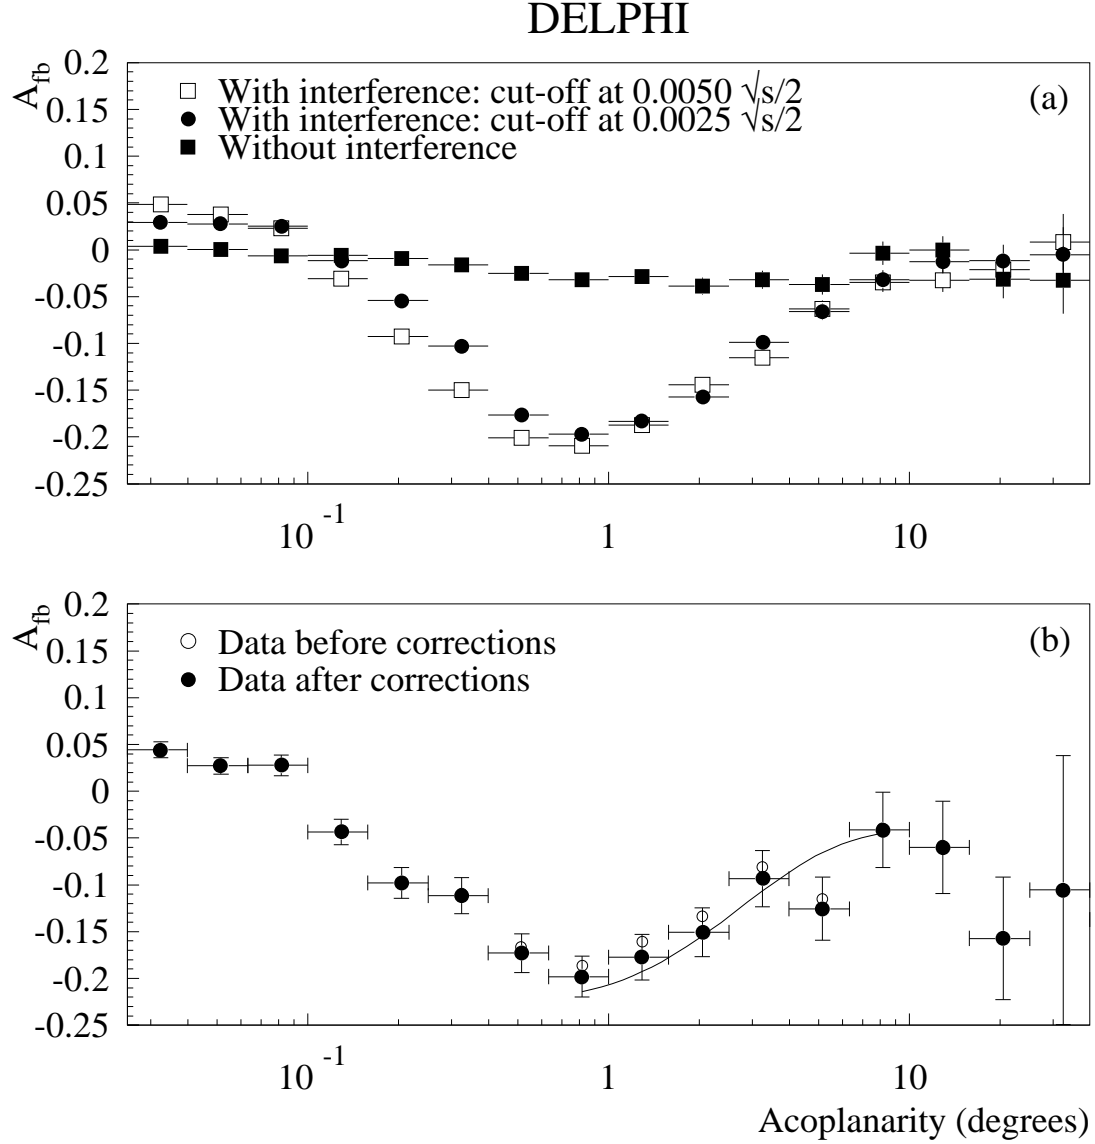 DELPHI
A_fb
0.2
0.15
0.1
0.05
0
-0.05
-0.1
-0.15
-0.2
-0.25
With interference: cut-off at 0.0050 √s/2
With interference: cut-off at 0.0025 √s/2
Without interference
(a)
10^-1
1
10
A_fb
0.2
0.15
0.1
0.05
0
-0.05
-0.1
-0.15
-0.2
-0.25
Data before corrections
Data after corrections
(b)
10^-1
1
10
Acoplanarity (degrees)